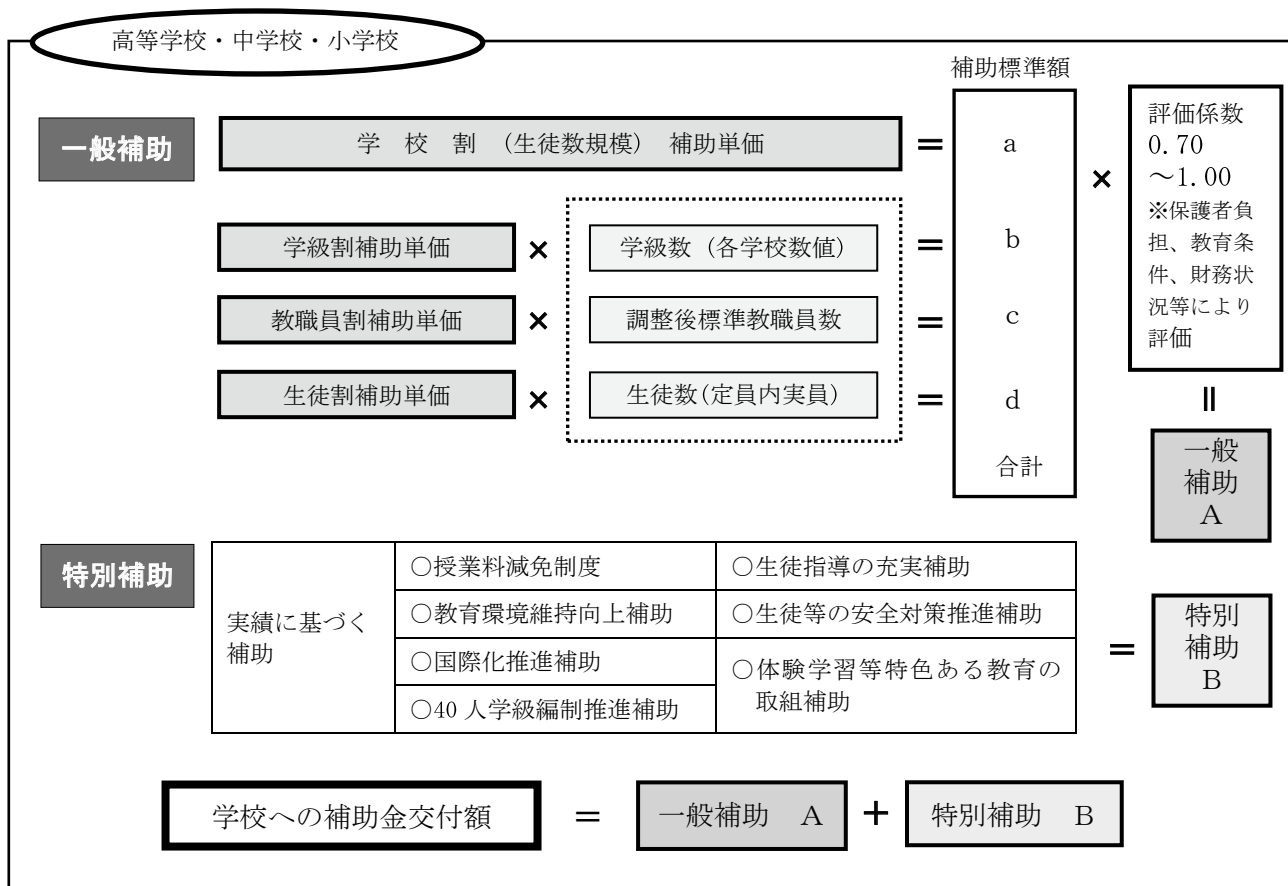 高等学校・中学校・小学校
補助標準額
一般補助
学 校 割 (生徒数規模) 補助単価
=
a
×
評価係数
0.70
～1.00
※保護者負
担、教育条
件、財務状
況等により
評価
学級割補助単価 × 学級数 (各学校数値) = b
教職員割補助単価 × 調整後標準教職員数 = c
生徒割補助単価 × 生徒数(定員内実員) = d
合計
=
一般
補助
A
特別補助
実績に基づく
補助
○授業料減免制度
○教育環境維持向上補助
○国際化推進補助
○40 人学級編制推進補助
○生徒指導の充実補助
○生徒等の安全対策推進補助
○体験学習等特色ある教育の
取組補助
=
特別
補助
B
学校への補助金交付額 = 一般補助 A + 特別補助 B